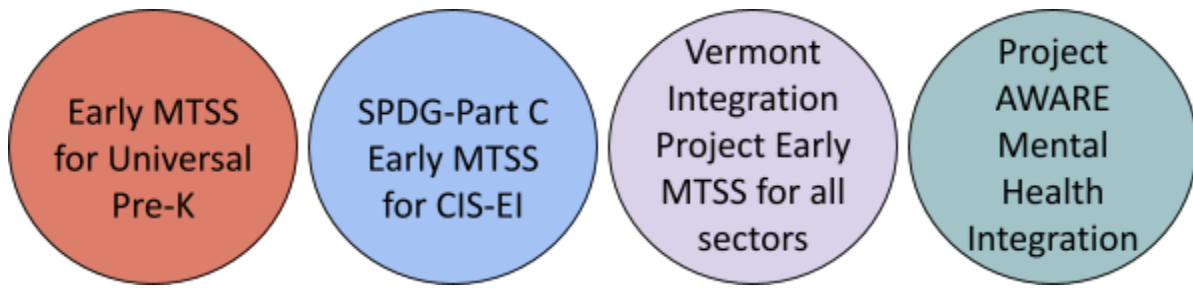 Early MTSS
for Universal
Pre-K
SPDG-Part C
Early MTSS
for CIS-EI
Vermont
Integration
Project Early
MTSS for all
sectors
Project
AWARE
Mental
Health
Integration